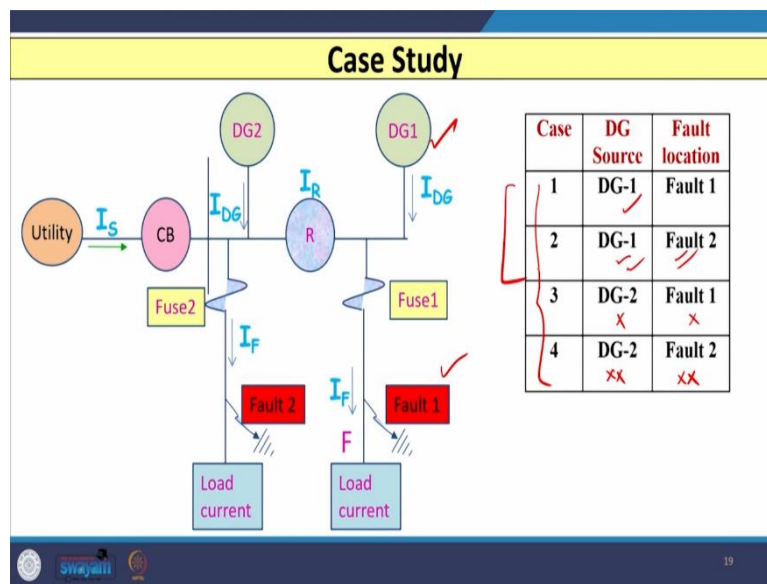 Case Study
DG2
DG1
I_DG
I_R
I_DG
Utility
I_S
CB
R
Fuse2
Fuse1
I_F
I_F
Fault 2
Fault 1
F
Load
current
Load
current
Case DG Source Fault location
1 DG-1 Fault 1
2 DG-1 Fault 2
3 DG-2 Fault 1
4 DG-2 Fault 2
swayam
19